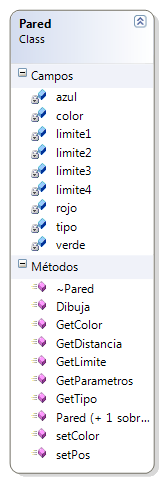 Pared
Class
Campos
azul
color
limite1
limite2
limite3
limite4
rojo
tipo
verde
Métodos
~Pared
Dibuja
GetColor
GetDistancia
GetLimite
GetParametros
GetTipo
Pared (+ 1 sobr...
setColor
setPos